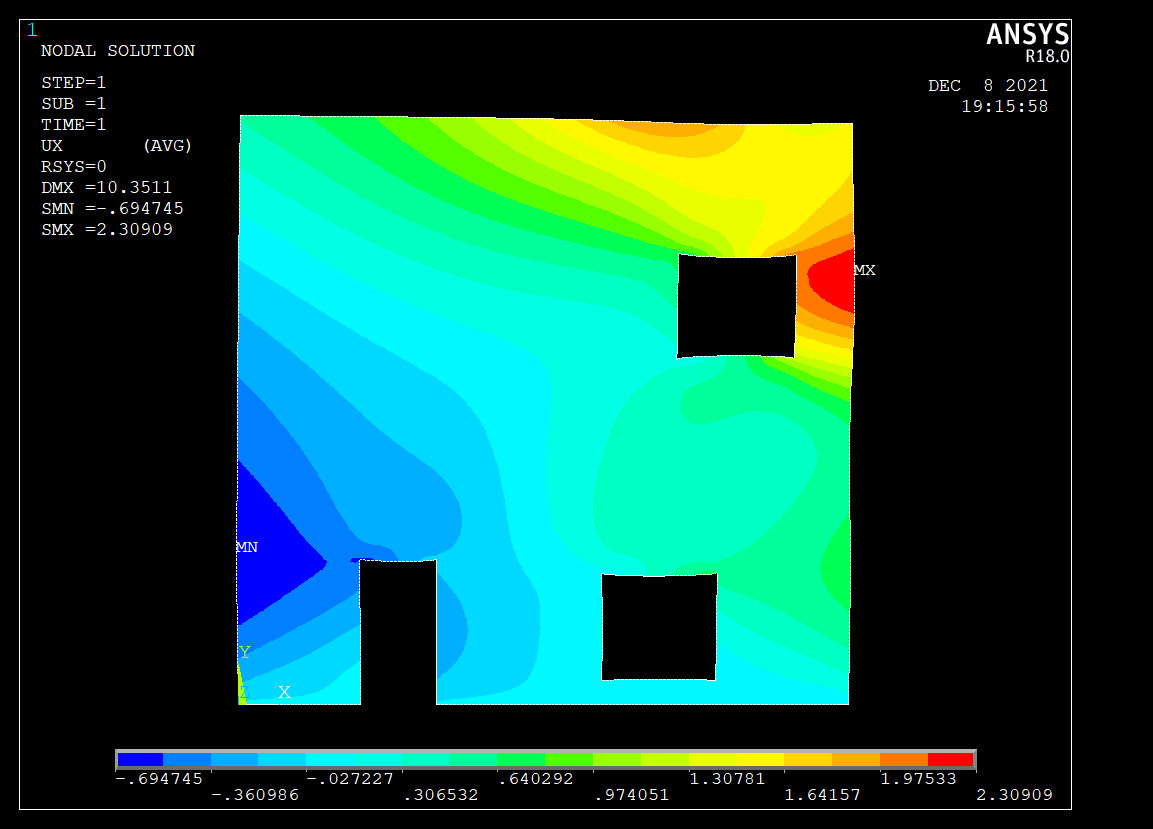 1
NODAL SOLUTION
STEP=1
SUB =1
TIME=1
UX (AVG)
RSYS=0
DMX =10.3511
SMN =-.694745
SMX =2.30909
ANSYS
R18.0
DEC 8 2021
19:15:58
MX
MN
Y
Z X
-.694745 -.027227 .640292 1.30781 1.97533
-.360986 .306532 .974051 1.64157 2.30909